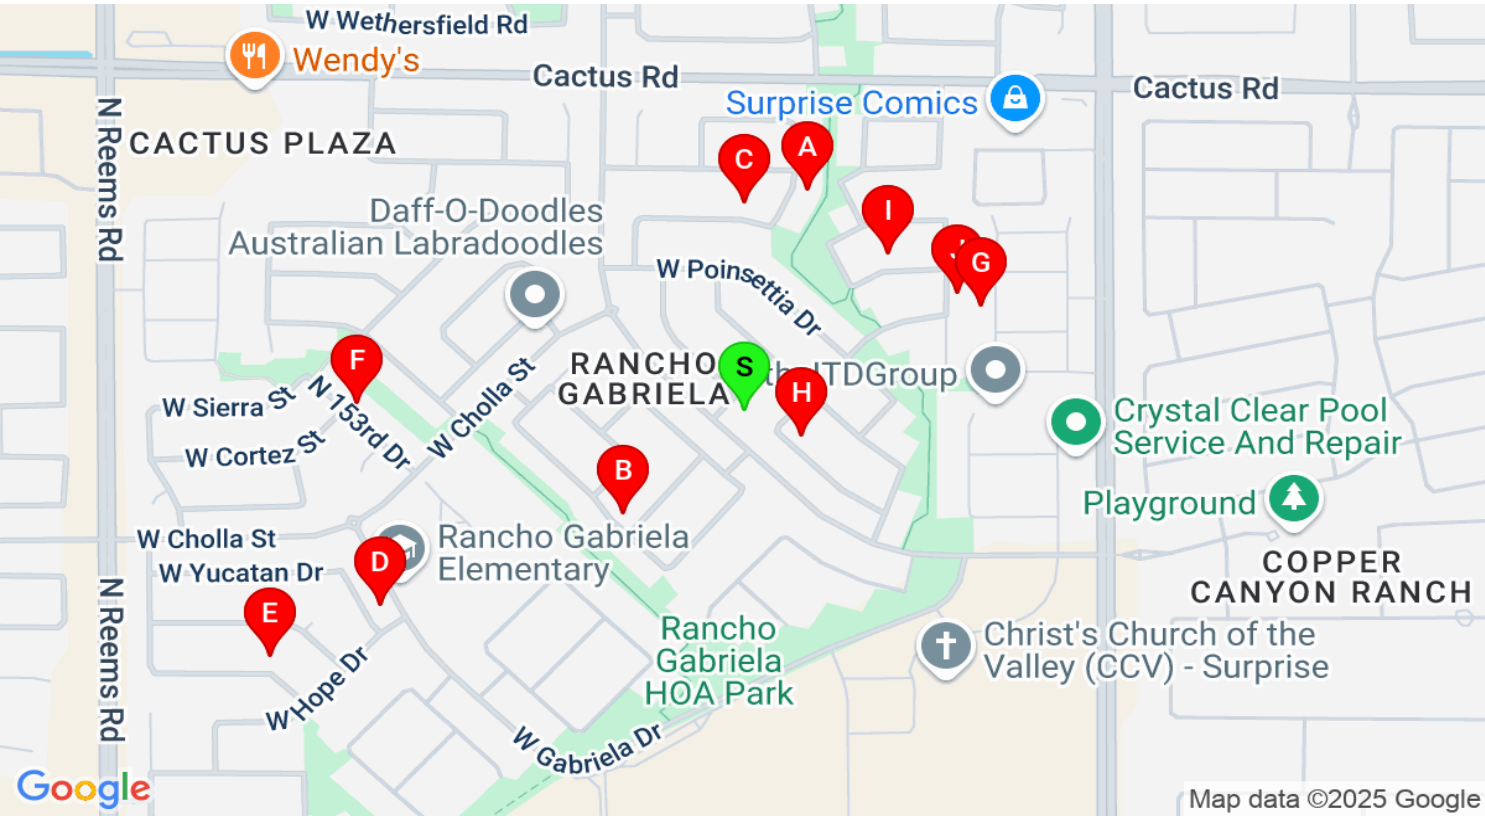 W Wethersfield Rd
Wendy's
Cactus Rd
Cactus Rd
Surprise Comics
N Reems Rd
CACTUS PLAZA
C
A
Daff-O-Doodles
Australian Labradoodles
I
J
G
W Poinsettia Dr
F
RANCHO
GABRIELA
S
the JTDGroup
H
W Sierra St
N 153rd Dr
W Cholla St
Crystal Clear Pool
Service And Repair
W Cortez St
B
Playground
W Cholla St
Rancho Gabriela
Elementary
D
W Yucatan Dr
COPPER
CANYON RANCH
E
N Reems Rd
Rancho
Gabriela
HOA Park
Christ's Church of the
Valley (CCV) - Surprise
W Hope Dr
W Gabriela Dr
Google
Map data ©2025 Google